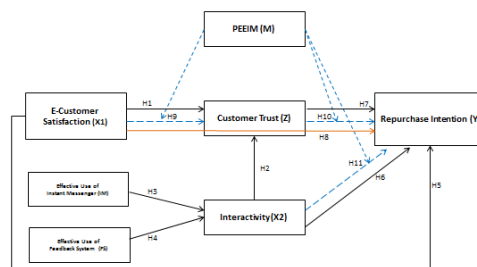 PEEIM (M)
H1
H7
E-Customer
Satisfaction (X1)
H9
Customer Trust (Z)
H10
Repurchase Intention (Y
H8
H2
H11
Effective Use of
Instant Messenger (IM)
H3
H6
H5
Interactivity (X2)
H4
Effective Use of
Feedback System (FS)